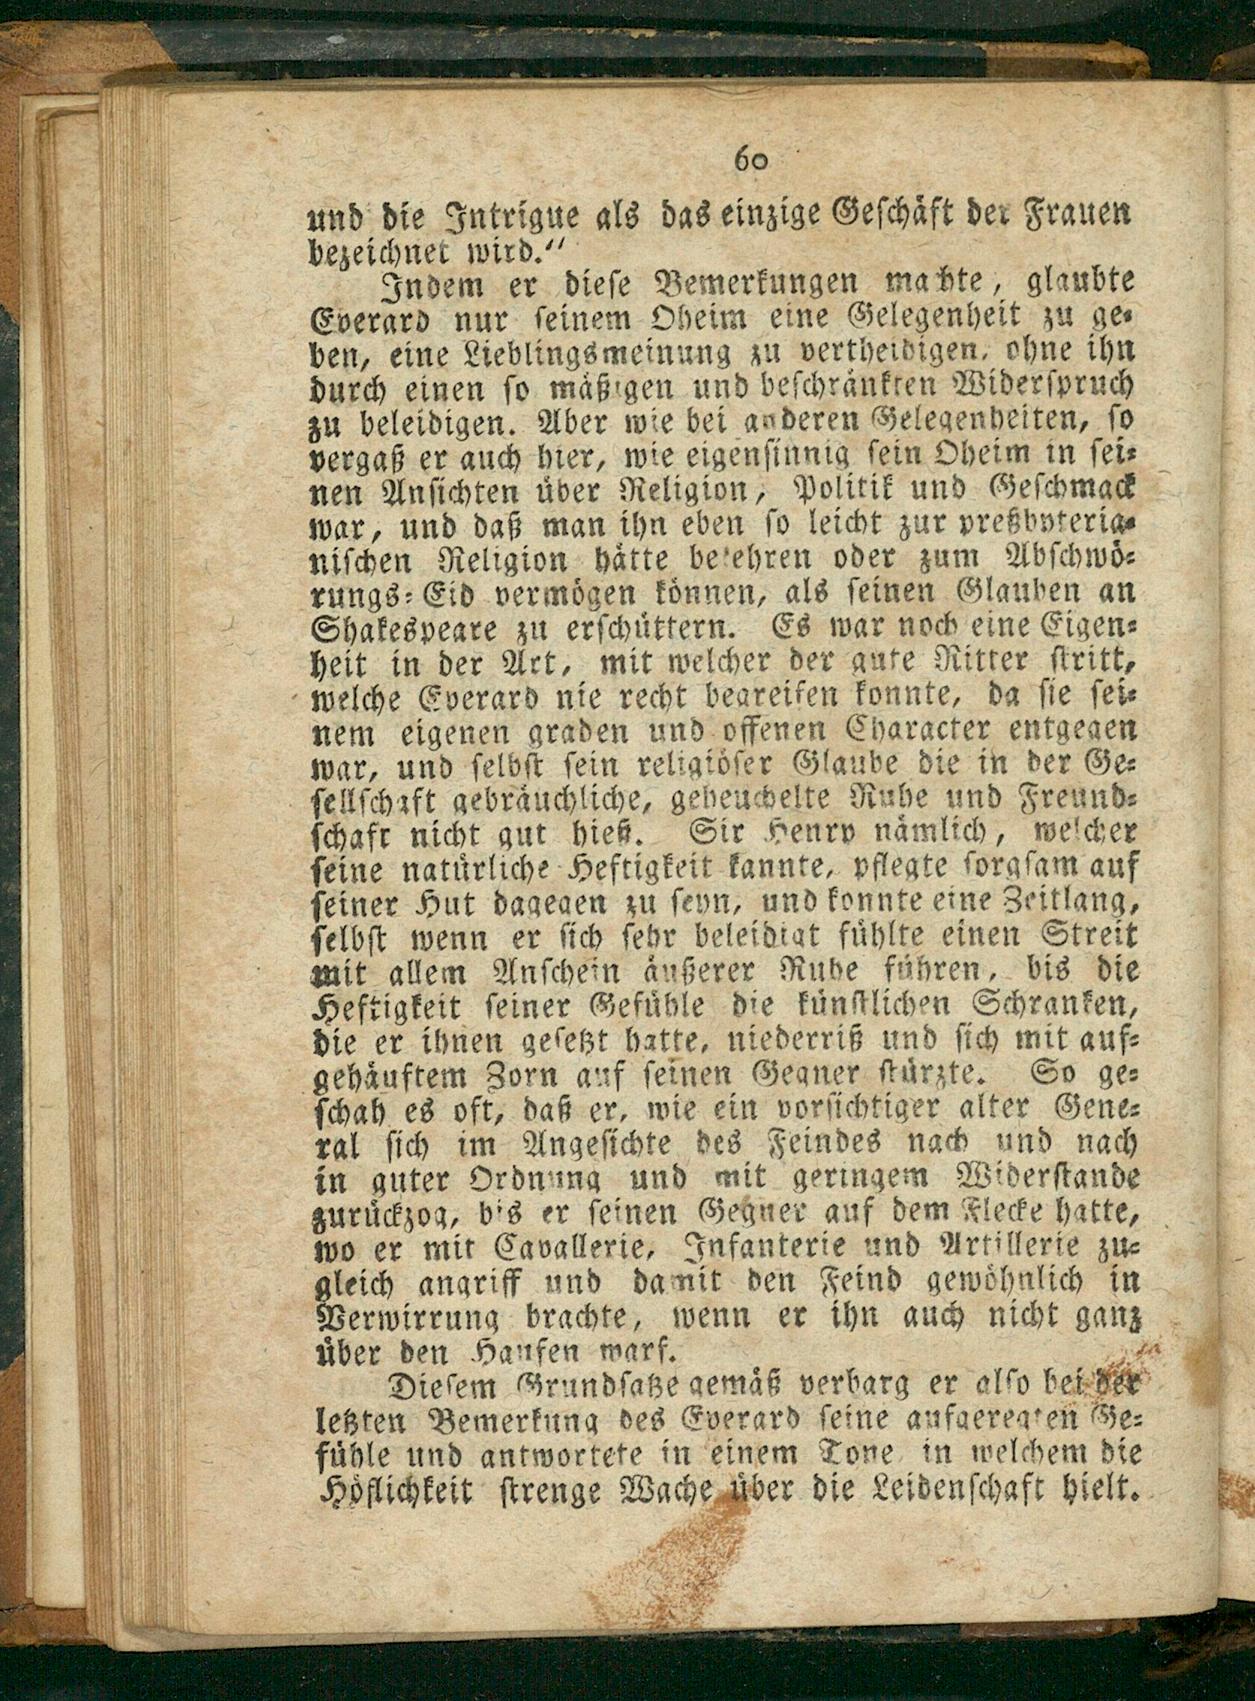 60
und die Intrigue als das einzige Geschäft der Frauen
bezeichnet wird.“
Indem er diese Bemerkungen machte, glaubte
Everard nur seinem Oheim eine Gelegenheit zu ge-
ben, eine Lieblingsmeinung zu vertheidigen, ohne ihn
durch einen so mäßigen und beschränkten Widerspruch
zu beleidigen. Aber wie bei anderen Gelegenheiten, so
vergaß er auch hier, wie eigensinnig sein Oheim in sei-
nen Ansichten über Religion, Politik und Geschmack
war, und daß man ihn eben so leicht zur preßbyteria-
nischen Religion hätte bekehren oder zum Abschwö-
rungs-Eid vermögen können, als seinen Glauben an
Shakespeare zu erschüttern. Es war noch eine Eigen-
heit in der Art, mit welcher der gute Ritter stritt,
welche Everard nie recht begreifen konnte, da sie sei-
nem eigenen graden und offenen Character entgegen
war, und selbst sein religiöser Glaube die in der Ge-
sellschaft gebräuchliche, geheuchelte Ruhe und Freund-
schaft nicht gut hieß. Sir Henry nämlich, welcher
seine natürliche Heftigkeit kannte, pflegte sorgsam auf
seiner Hut dagegen zu seyn, und konnte eine Zeitlang,
selbst wenn er sich sehr beleidigt fühlte einen Streit
mit allem Anschein äußerer Ruhe führen, bis die
Heftigkeit seiner Gefühle die künstlichen Schranken,
die er ihnen gesetzt hatte, niederriß und sich mit auf-
gehäuftem Zorn auf seinen Gegner stürzte. So ge-
schah es oft, daß er, wie ein vorsichtiger alter Gene-
ral sich im Angesichte des Feindes nach und nach
in guter Ordnung und mit geringem Widerstande
zurückzog, bis er seinen Gegner auf dem Flecke hatte,
wo er mit Cavallerie, Infanterie und Artillerie zu-
gleich angriff und damit den Feind gewöhnlich in
Verwirrung brachte, wenn er ihn auch nicht ganz
über den Haufen warf.
Diesem Grundsatze gemäß verbarg er also bei der
letzten Bemerkung des Everard seine aufgeregten Ge-
fühle und antwortete in einem Tone in welchem die
Höflichkeit strenge Wache über die Leidenschaft hielt.